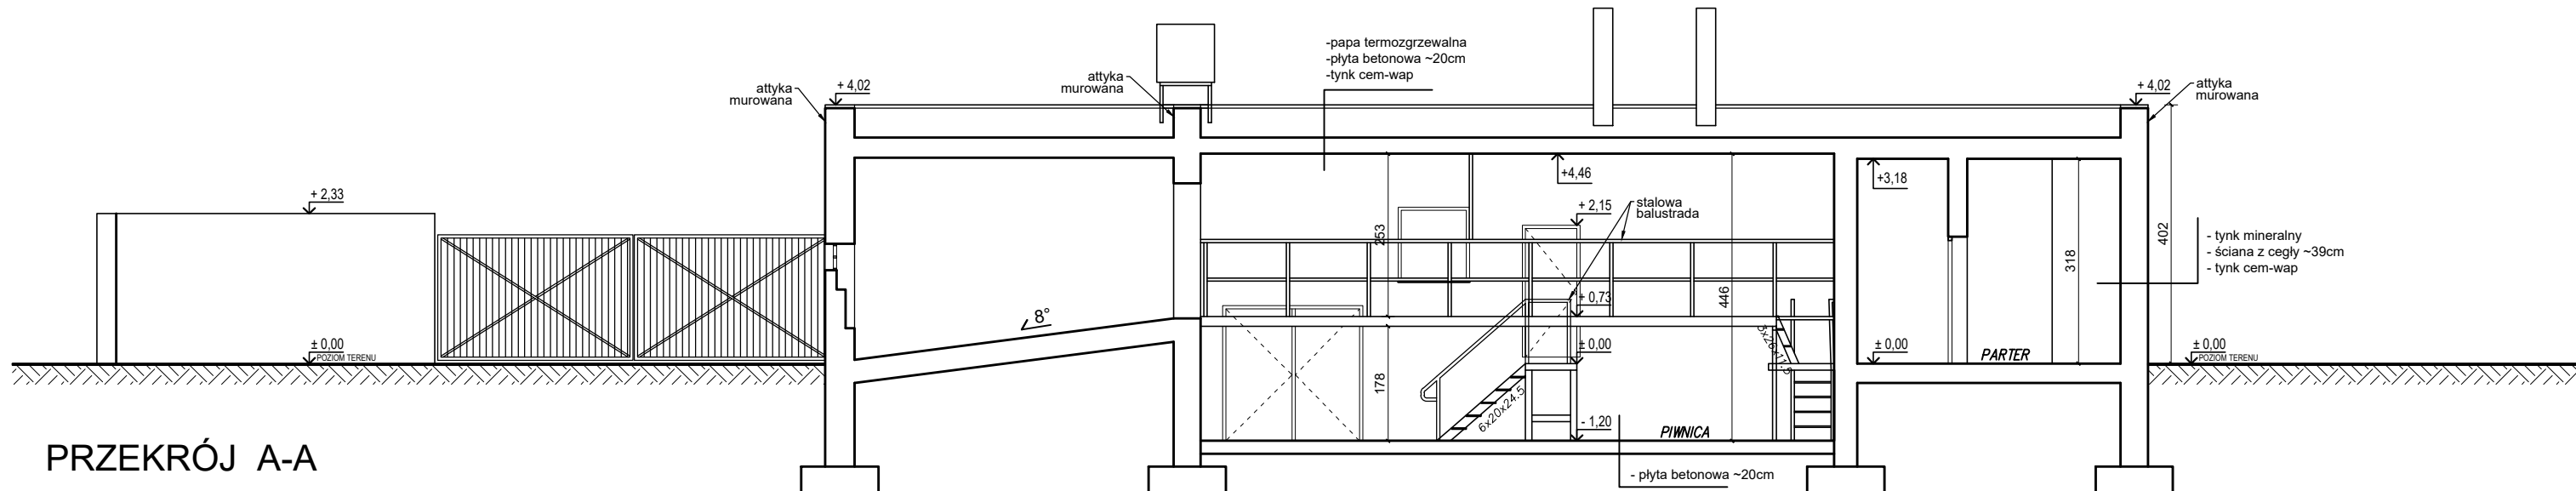 -papa termozgrzewalna
-płyta betonowa ~20cm
-tynk cem-wap
attyka
murowana
+ 4,02
attyka
murowana
+ 4,02
attyka
murowana
+ 2,33
+4,46
+3,18
+ 2,15
stalowa
balustrada
253
446
318
402
- tynk mineralny
- ściana z cegły ~39cm
- tynk cem-wap
8°
+ 0,73
5x26x11.5
± 0,00
POZIOM TERENU
± 0,00
± 0,00
PARTER
± 0,00
POZIOM TERENU
178
6x20x24.5
- 1,20
PIWNICA
PRZEKRÓJ A-A
- płyta betonowa ~20cm